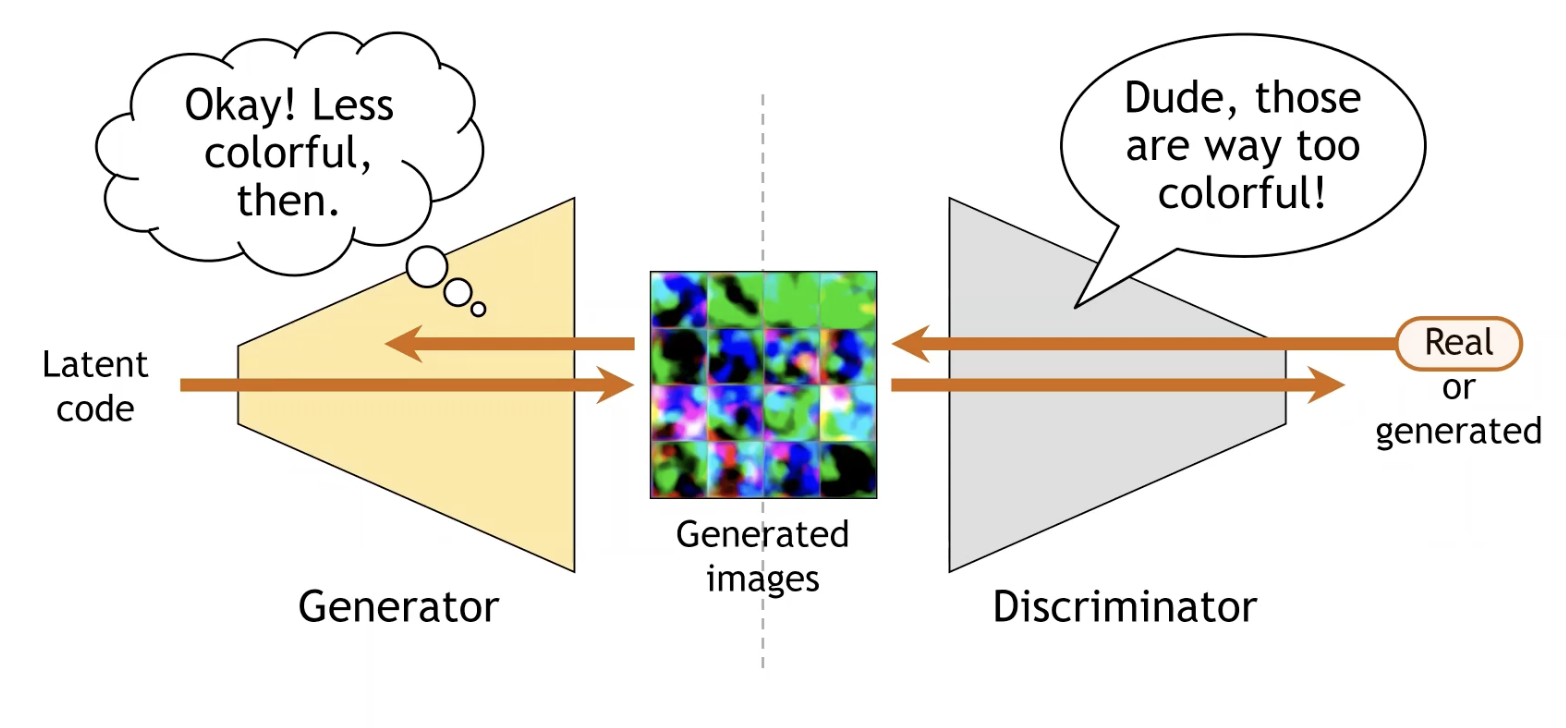 Okay! Less
colorful,
then.
Dude, those
are way too
colorful!
Latent
code
Real
or
generated
Generated
images
Generator
Discriminator